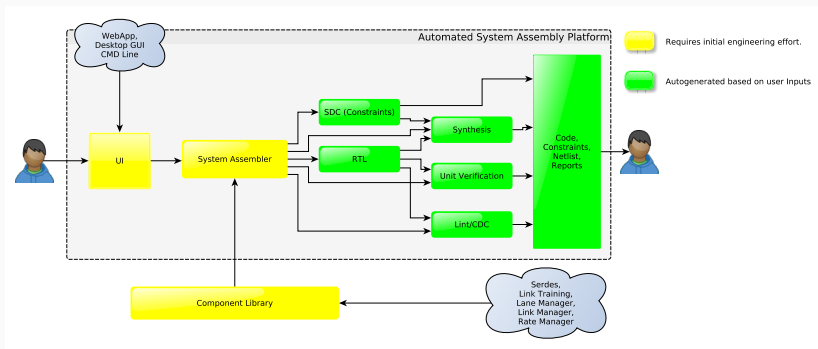 WebApp,
Desktop GUI
CMD Line
Automated System Assembly Platform
Requires initial engineering effort.
Autogenerated based on user Inputs
SDC (Constraints)
Synthesis
UI
System Assembler
RTL
Unit Verification
Lint/CDC
Code,
Constraints,
Netlist,
Reports
Component Library
Serdes,
Link Training,
Lane Manager,
Link Manager,
Rate Manager